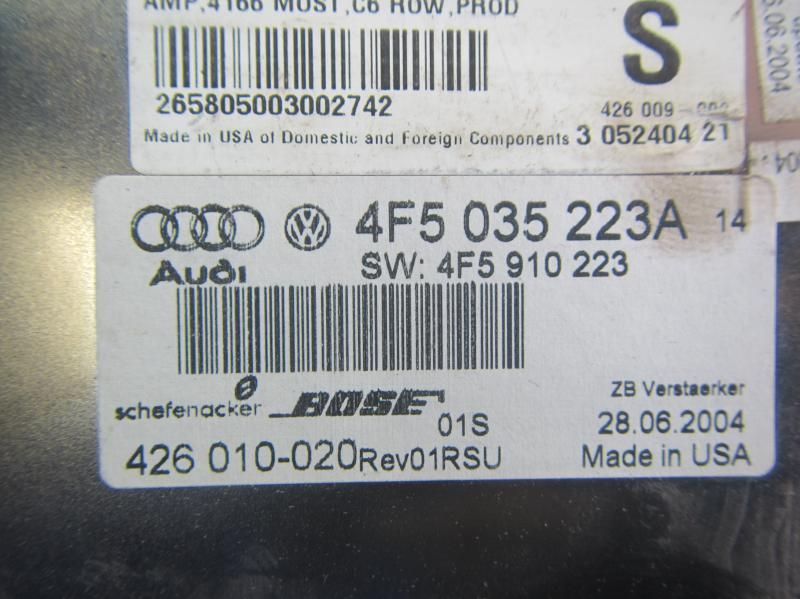 AMP,4166 MOST,C6 ROW,PROD
S
265805003002742
426 009-
Made in USA of Domestic and Foreign Components 3 052404 21
.06.2004
4F5 035 223A 14
Audi
SW: 4F5 910 223
schefenacker BOSE 01S
ZB Verstaerker
28.06.2004
426 010-020Rev01RSU
Made in USA